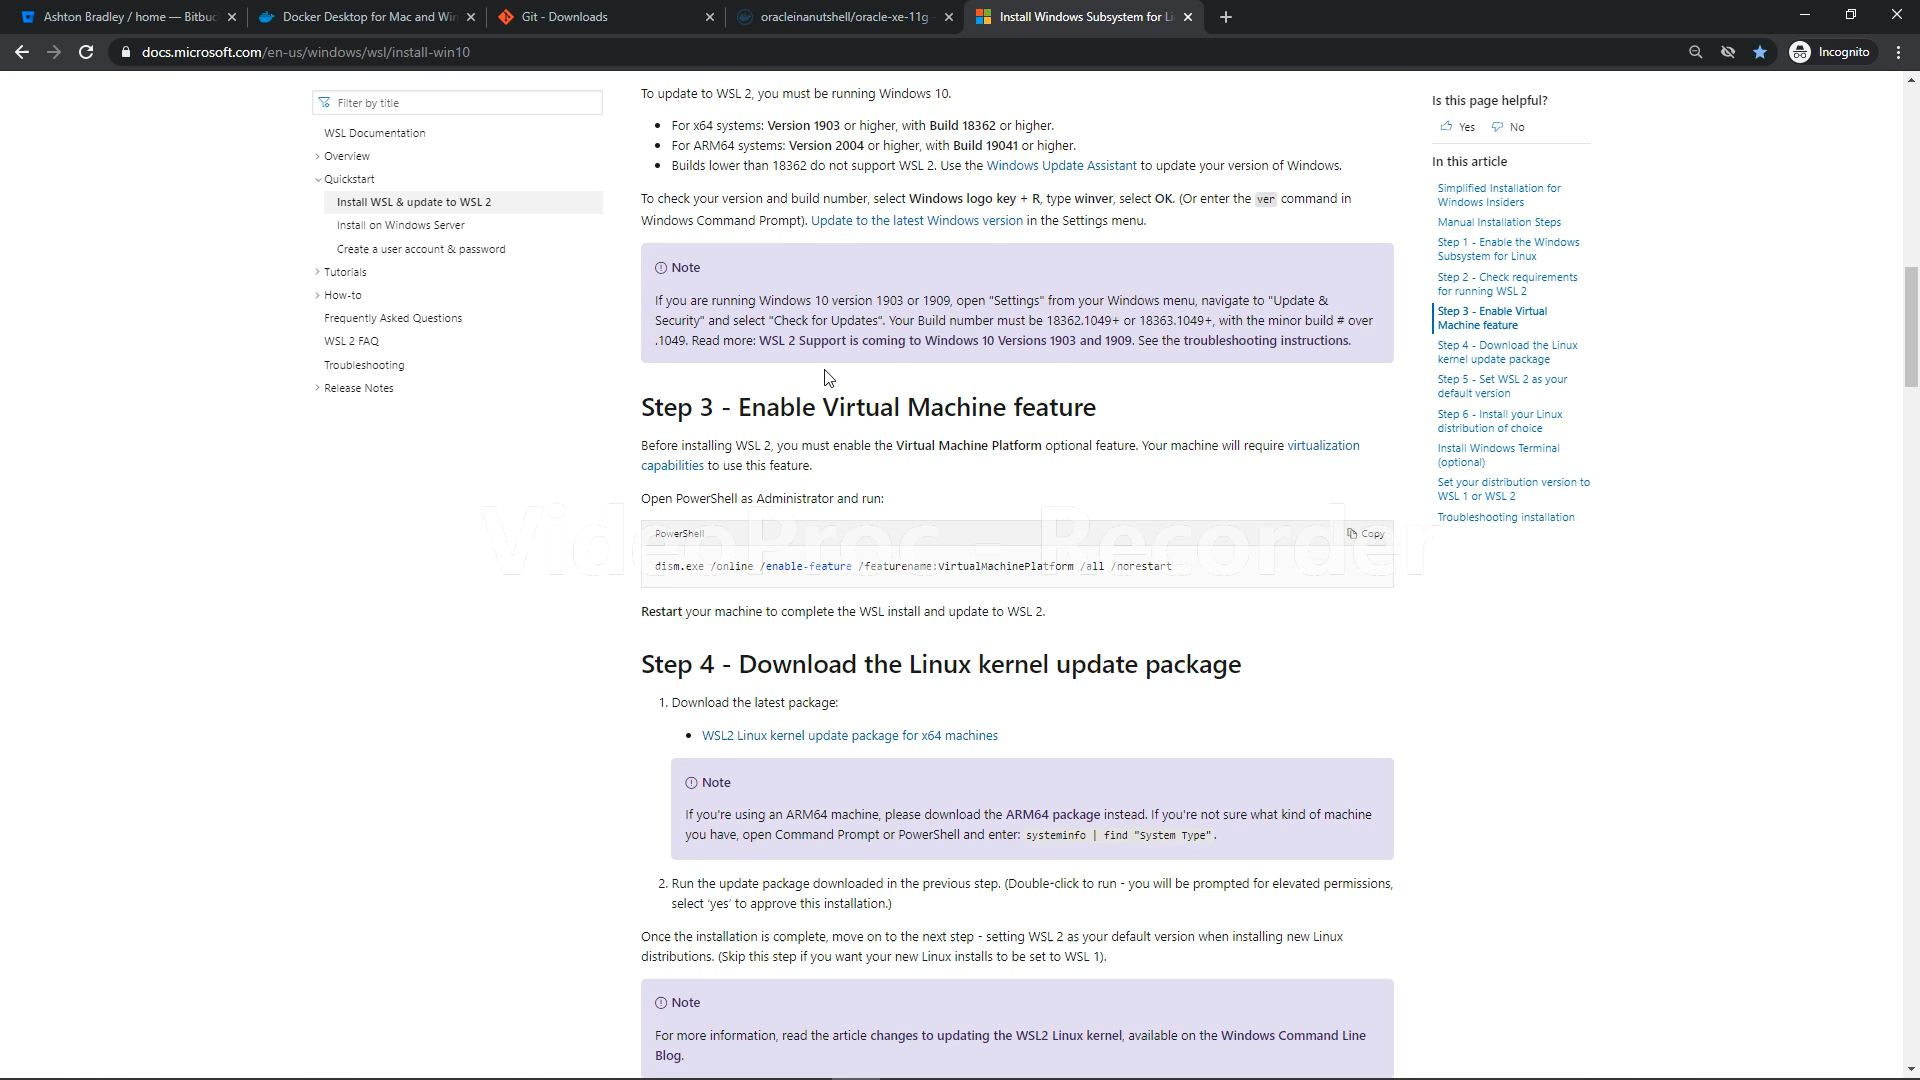 Ashton Bradley / home — Bitbuc
Docker Desktop for Mac and Win
Git - Downloads
oracleinanutshell/oracle-xe-11g -
Install Windows Subsystem for Li
docs.microsoft.com/en-us/windows/wsl/install-win10
Incognito
Filter by title
WSL Documentation
Overview
Quickstart
Install WSL & update to WSL 2
Install on Windows Server
Create a user account & password
Tutorials
How-to
Frequently Asked Questions
WSL 2 FAQ
Troubleshooting
Release Notes
To update to WSL 2, you must be running Windows 10.
• For x64 systems: Version 1903 or higher, with Build 18362 or higher.
• For ARM64 systems: Version 2004 or higher, with Build 19041 or higher.
• Builds lower than 18362 do not support WSL 2. Use the Windows Update Assistant to update your version of Windows.
To check your version and build number, select Windows logo key + R, type winver, select OK. (Or enter the ver command in
Windows Command Prompt). Update to the latest Windows version in the Settings menu.
Note
If you are running Windows 10 version 1903 or 1909, open "Settings" from your Windows menu, navigate to "Update &
Security" and select "Check for Updates". Your Build number must be 18362.1049+ or 18363.1049+, with the minor build # over
.1049. Read more: WSL 2 Support is coming to Windows 10 Versions 1903 and 1909. See the troubleshooting instructions.
Step 3 - Enable Virtual Machine feature
Before installing WSL 2, you must enable the Virtual Machine Platform optional feature. Your machine will require virtualization
capabilities to use this feature.
Open PowerShell as Administrator and run:
VideoProc - Recorder
PowerShell
Copy
dism.exe /online /enable-feature /featurename:VirtualMachinePlatform /all /norestart
Restart your machine to complete the WSL install and update to WSL 2.
Step 4 - Download the Linux kernel update package
1. Download the latest package:
• WSL2 Linux kernel update package for x64 machines
Note
If you're using an ARM64 machine, please download the ARM64 package instead. If you're not sure what kind of machine
you have, open Command Prompt or PowerShell and enter: systeminfo | find "System Type".
2. Run the update package downloaded in the previous step. (Double-click to run - you will be prompted for elevated permissions,
select ‘yes’ to approve this installation.)
Once the installation is complete, move on to the next step - setting WSL 2 as your default version when installing new Linux
distributions. (Skip this step if you want your new Linux installs to be set to WSL 1).
Note
For more information, read the article changes to updating the WSL2 Linux kernel, available on the Windows Command Line
Blog.
Is this page helpful?
Yes
No
In this article
Simplified Installation for
Windows Insiders
Manual Installation Steps
Step 1 - Enable the Windows
Subsystem for Linux
Step 2 - Check requirements
for running WSL 2
Step 3 - Enable Virtual
Machine feature
Step 4 - Download the Linux
kernel update package
Step 5 - Set WSL 2 as your
default version
Step 6 - Install your Linux
distribution of choice
Install Windows Terminal
(optional)
Set your distribution version to
WSL 1 or WSL 2
Troubleshooting installation